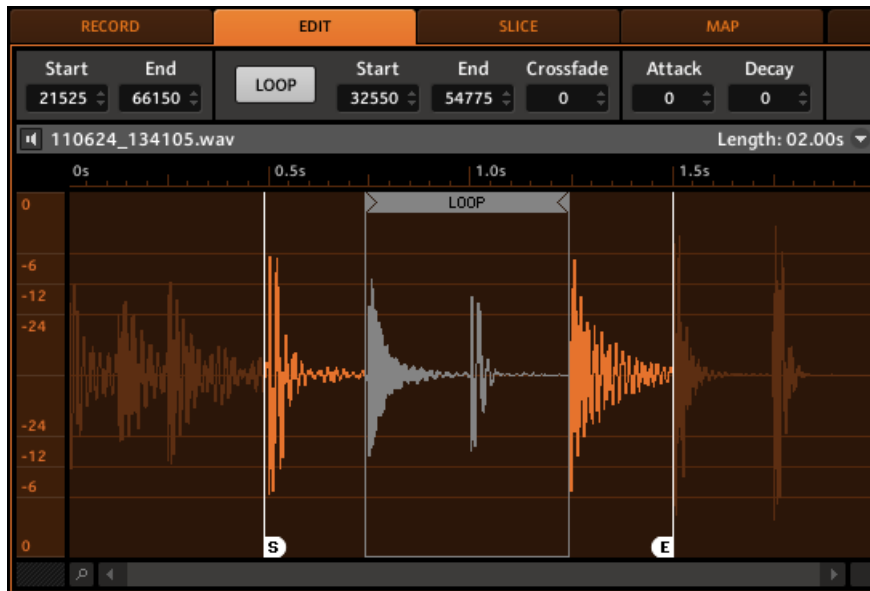 RECORD EDIT SLICE MAP
Start End LOOP Start End Crossfade Attack Decay
21525 66150 32550 54775 0 0 0
110624_134105.wav Length: 02.00s
0s 0.5s 1.0s 1.5s
0 LOOP
-6
-12
-24
-24
-12
-6
0 S E